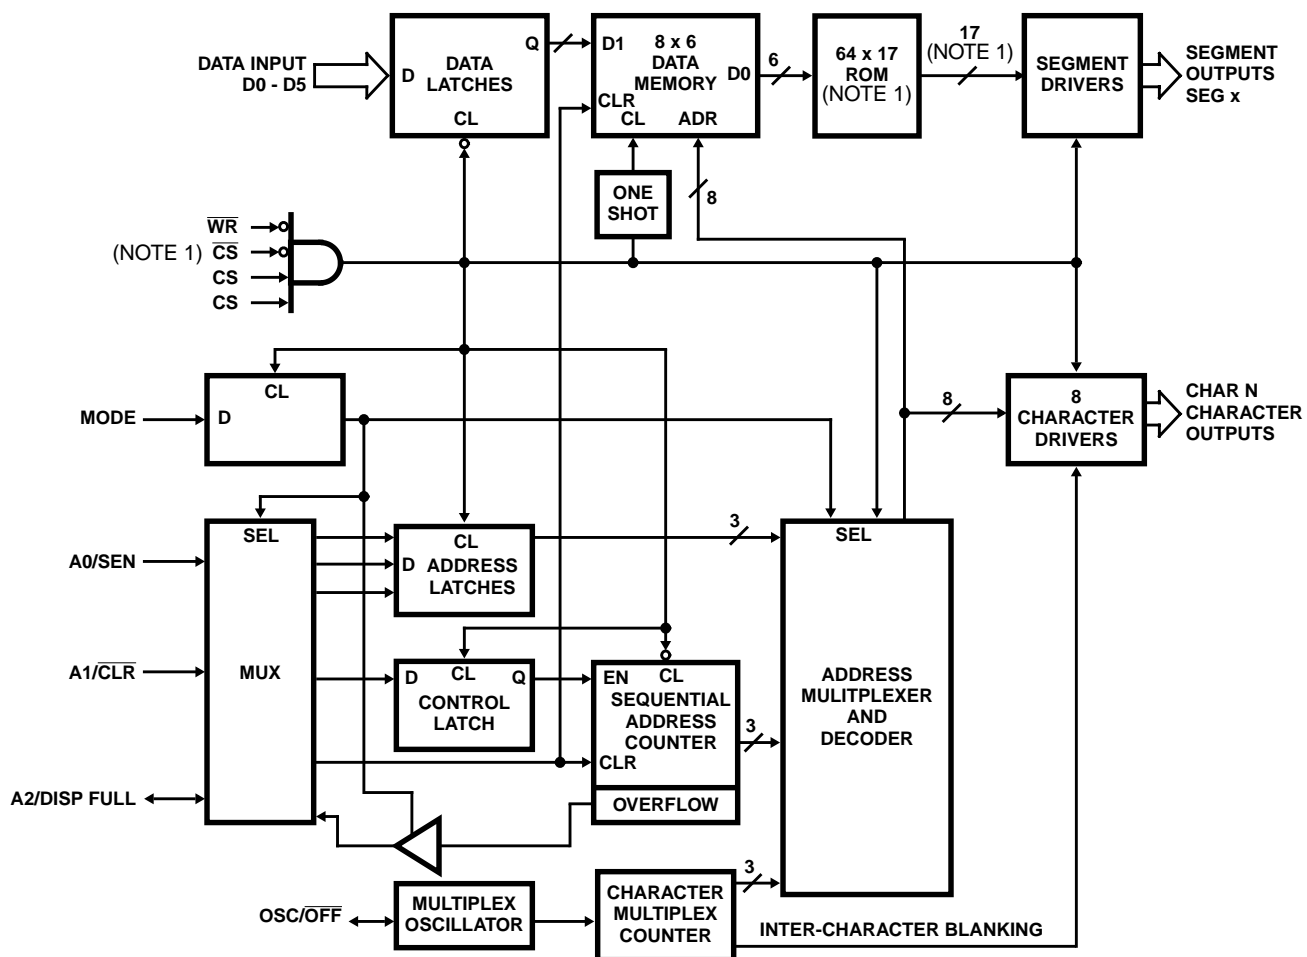 DATA INPUT
D0 - D5
D
DATA
LATCHES
Q
CL
D1
8 x 6
DATA
MEMORY
D0
CLR
CL
ADR
6
64 x 17
ROM
(NOTE 1)
17
(NOTE 1)
SEGMENT
DRIVERS
SEGMENT
OUTPUTS
SEG x
ONE
SHOT
8
WR
(NOTE 1) CS
CS
CS
MODE
D
CL
8
8
CHARACTER
DRIVERS
CHAR N
CHARACTER
OUTPUTS
A0/SEN
A1/CLR
A2/DISP FULL
SEL
MUX
CL
D
ADDRESS
LATCHES
3
D
CL
Q
CONTROL
LATCH
EN
CL
SEQUENTIAL
ADDRESS
COUNTER
CLR
OVERFLOW
3
SEL
ADDRESS
MULITPLEXER
AND
DECODER
OSC/OFF
MULTIPLEX
OSCILLATOR
CHARACTER
MULTIPLEX
COUNTER
3
INTER-CHARACTER BLANKING